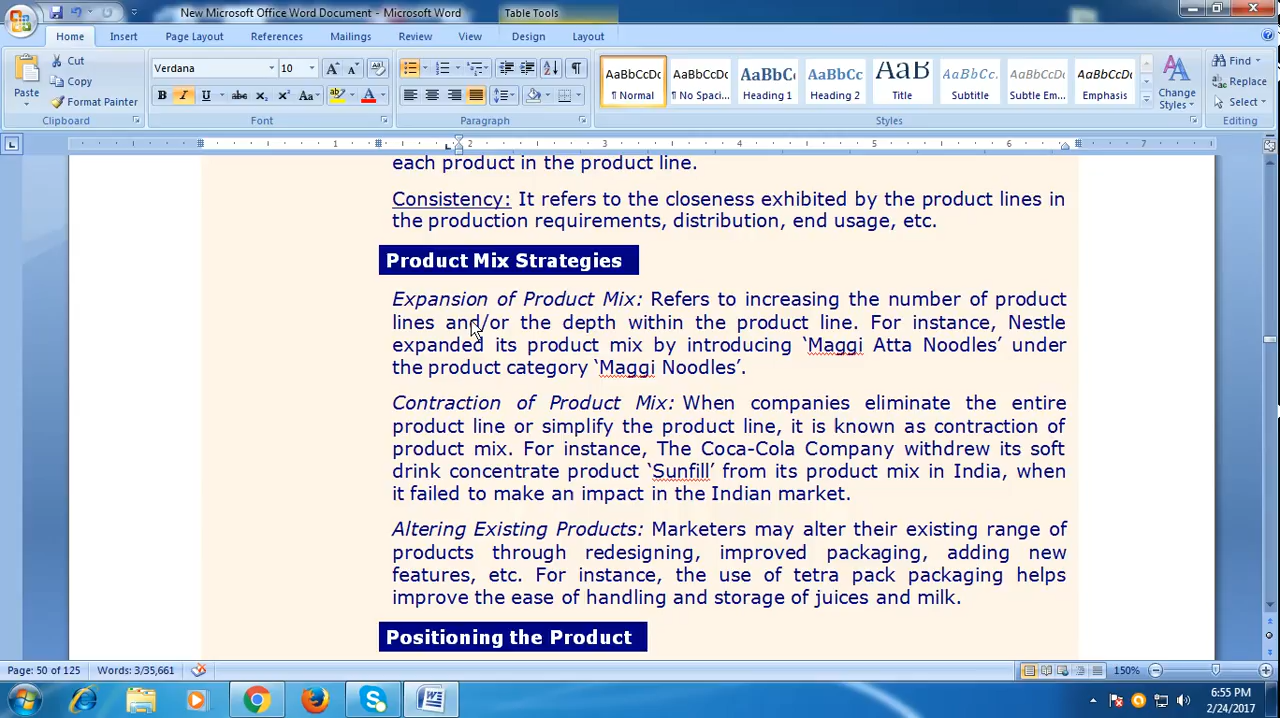 New Microsoft Office Word Document - Microsoft Word
Table Tools
Home Insert Page Layout References Mailings Review View Design Layout
Paste
Cut
Copy
Format Painter
Clipboard
Verdana 10
Font
Paragraph
AaBbCcDc AaBbCcDc AaBbCc AaBbCc AaB AaBbCc. AaBbCcDc AaBbCcDc
¶ Normal ¶ No Spaci... Heading 1 Heading 2 Title Subtitle Subtle Em... Emphasis
Change
Styles
Styles
Find
Replace
Select
Editing
1 2 3 4 5 6 7
each product in the product line.
Consistency: It refers to the closeness exhibited by the product lines in
the production requirements, distribution, end usage, etc.
Product Mix Strategies
Expansion of Product Mix: Refers to increasing the number of product
lines and/or the depth within the product line. For instance, Nestle
expanded its product mix by introducing ‘Maggi Atta Noodles’ under
the product category ‘Maggi Noodles’.
Contraction of Product Mix: When companies eliminate the entire
product line or simplify the product line, it is known as contraction of
product mix. For instance, The Coca-Cola Company withdrew its soft
drink concentrate product ‘Sunfill’ from its product mix in India, when
it failed to make an impact in the Indian market.
Altering Existing Products: Marketers may alter their existing range of
products through redesigning, improved packaging, adding new
features, etc. For instance, the use of tetra pack packaging helps
improve the ease of handling and storage of juices and milk.
Positioning the Product
Page: 50 of 125 Words: 3/35,661 150%
6:55 PM
2/24/2017